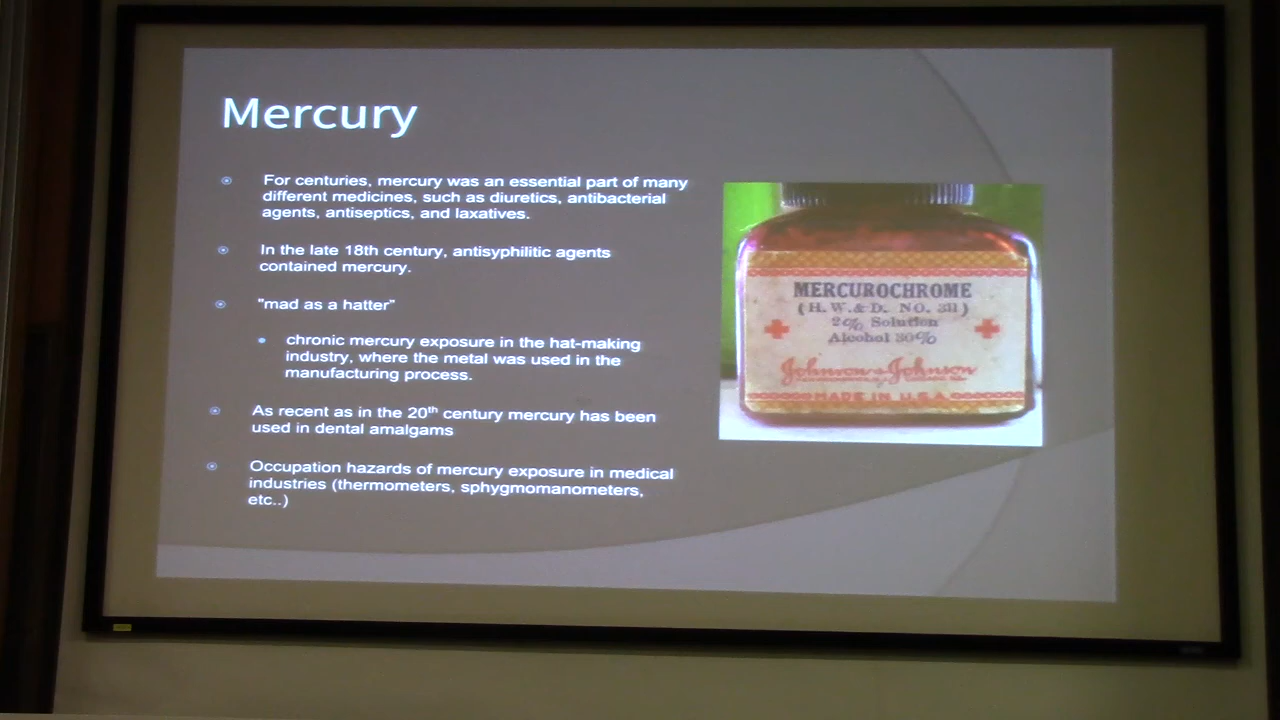 Mercury
For centuries, mercury was an essential part of many
different medicines, such as diuretics, antibacterial
agents, antiseptics, and laxatives.
In the late 18th century, antisyphilitic agents
contained mercury.
"mad as a hatter"
chronic mercury exposure in the hat-making
industry, where the metal was used in the
manufacturing process.
As recent as in the 20th century mercury has been
used in dental amalgams
Occupation hazards of mercury exposure in medical
industries (thermometers, sphygmomanometers,
etc..)
MERCUROCHROME
(H. W. & D. NO. 311)
2% Solution
Alcohol 30%
Johnson & Johnson
MADE IN U.S.A.